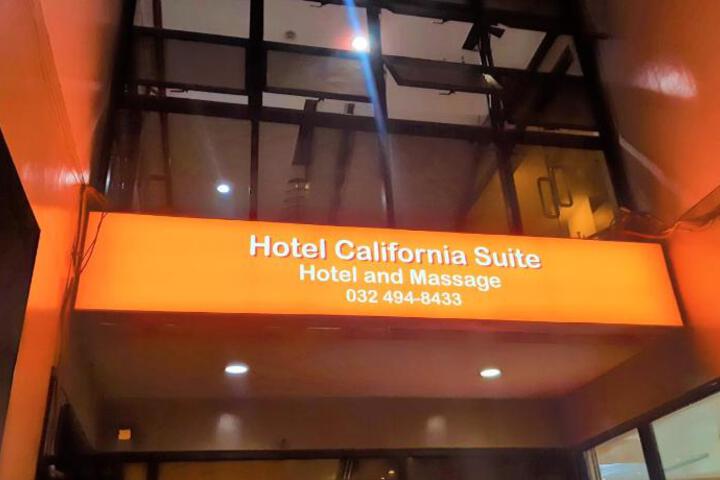 Hotel California Suite
Hotel and Massage
032 494-8433